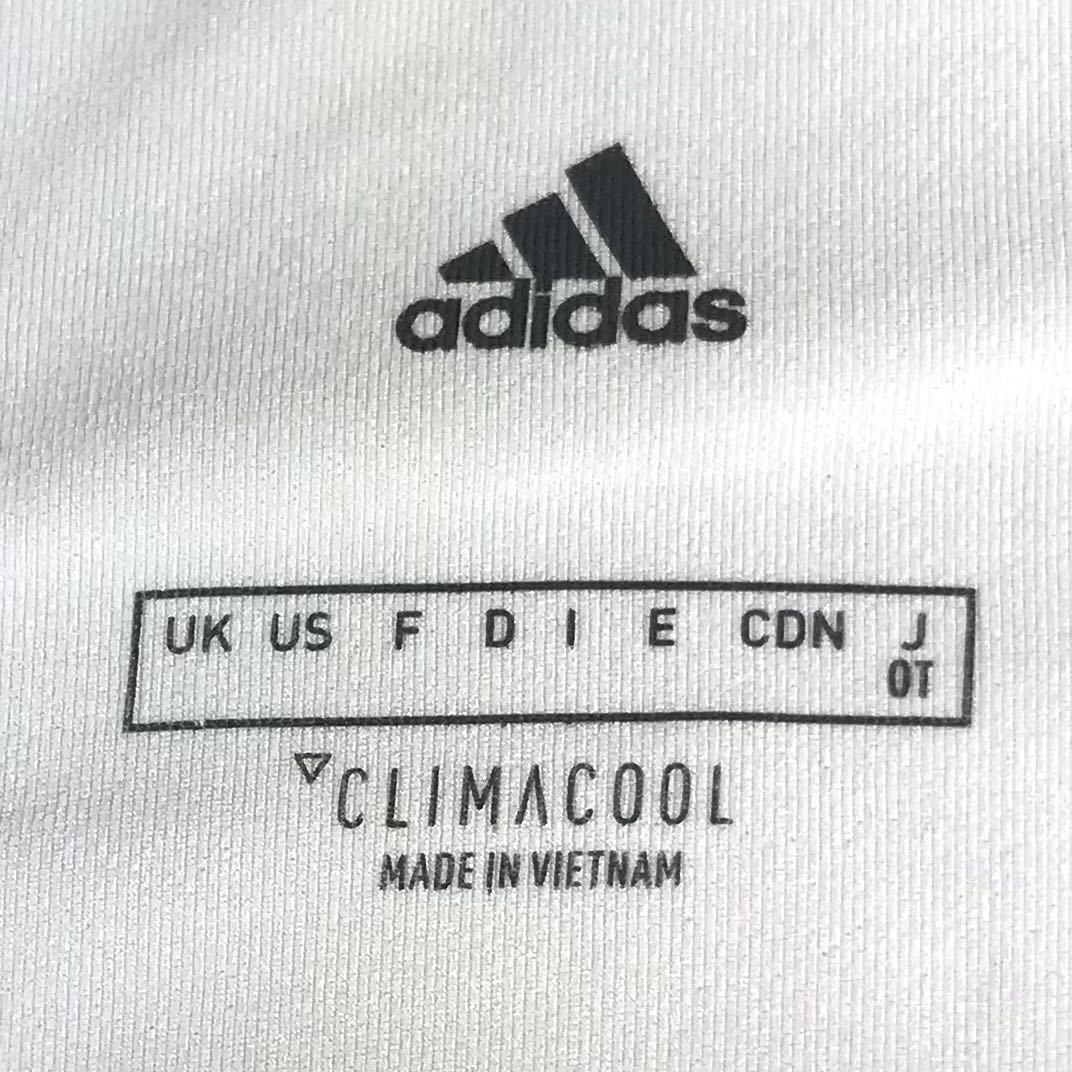 adidas
UK US F D I E CDN J
OT
CLIMACOOL
MADE IN VIETNAM